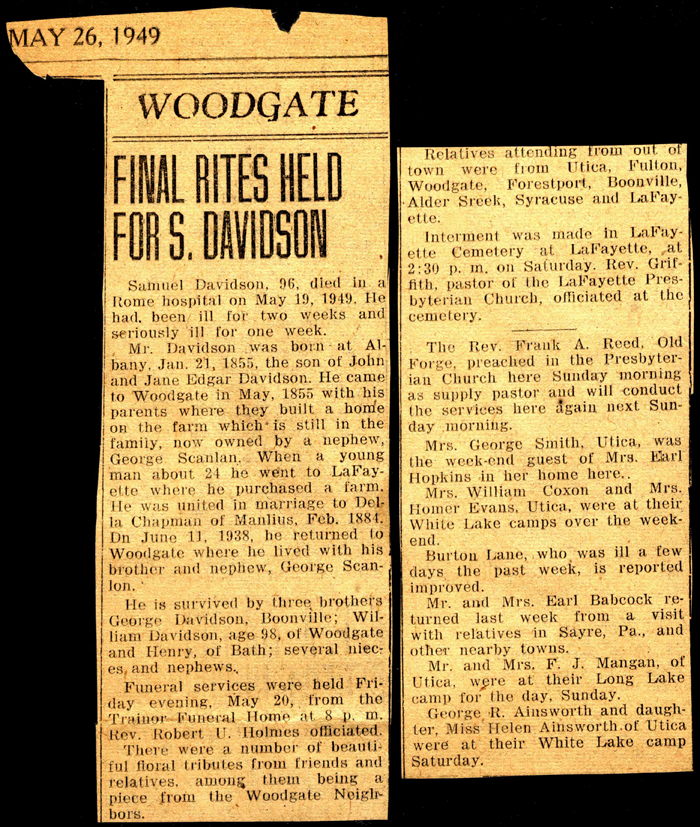 MAY 26, 1949
WOODGATE
FINAL RITES HELD
FOR S. DAVIDSON
Samuel Davidson, 96, died in a
Rome hospital on May 19, 1949. He
had been ill for two weeks and
seriously ill for one week.
Mr. Davidson was born at Al-
bany, Jan. 21, 1855, the son of John
and Jane Edgar Davidson. He came
to Woodgate in May, 1855 with his
parents where they built a home
on the farm which is still in the
family, now owned by a nephew,
George Scanlan. When a young
man about 24 he went to LaFay-
ette where he purchased a farm.
He was united in marriage to Del-
la Chapman of Manlius, Feb. 1884.
Dn June 11, 1938, he returned to
Woodgate where he lived with his
brother and nephew, George Scan-
lon.
He is survived by three brothers
George Davidson, Boonville; Wil-
liam Davidson, age 98, of Woodgate
and Henry, of Bath; several niec-
es, and nephews.
Funeral services were held Fri-
day evening, May 20, from the
Trainor Funeral Home at 8 p. m.
Rev. Robert U. Holmes officiated.
There were a number of beauti-
ful floral tributes from friends and
relatives, among them being a
piece from the Woodgate Neigh-
bors.
Relatives attending from out of
town were from Utica, Fulton,
Woodgate, Forestport, Boonville,
Alder Sreek, Syracuse and LaFay-
ette.
Interment was made in LaFay-
ette Cemetery at LaFayette, at
2:30 p. m. on Saturday. Rev. Grif-
fith, pastor of the LaFayette Pres-
byterian Church, officiated at the
cemetery.
The Rev. Frank A. Reed, Old
Forge, preached in the Presbyter-
ian Church here Sunday morning
as supply pastor and will conduct
the services here again next Sun-
day morning.
Mrs. George Smith, Utica, was
the week-end guest of Mrs. Earl
Hopkins in her home here..
Mrs. William Coxon and Mrs.
Homer Evans, Utica, were at their
White Lake camps over the week-
end.
Burton Lane, who was ill a few
days the past week, is reported
improved.
Mr. and Mrs. Earl Babcock re-
turned last week from a visit
with relatives in Sayre, Pa., and
other nearby towns.
Mr. and Mrs. F. J. Mangan, of
Utica, were at their Long Lake
camp for the day, Sunday.
George R. Ainsworth and daugh-
ter, Miss Helen Ainsworth of Utica
were at their White Lake camp
Saturday.